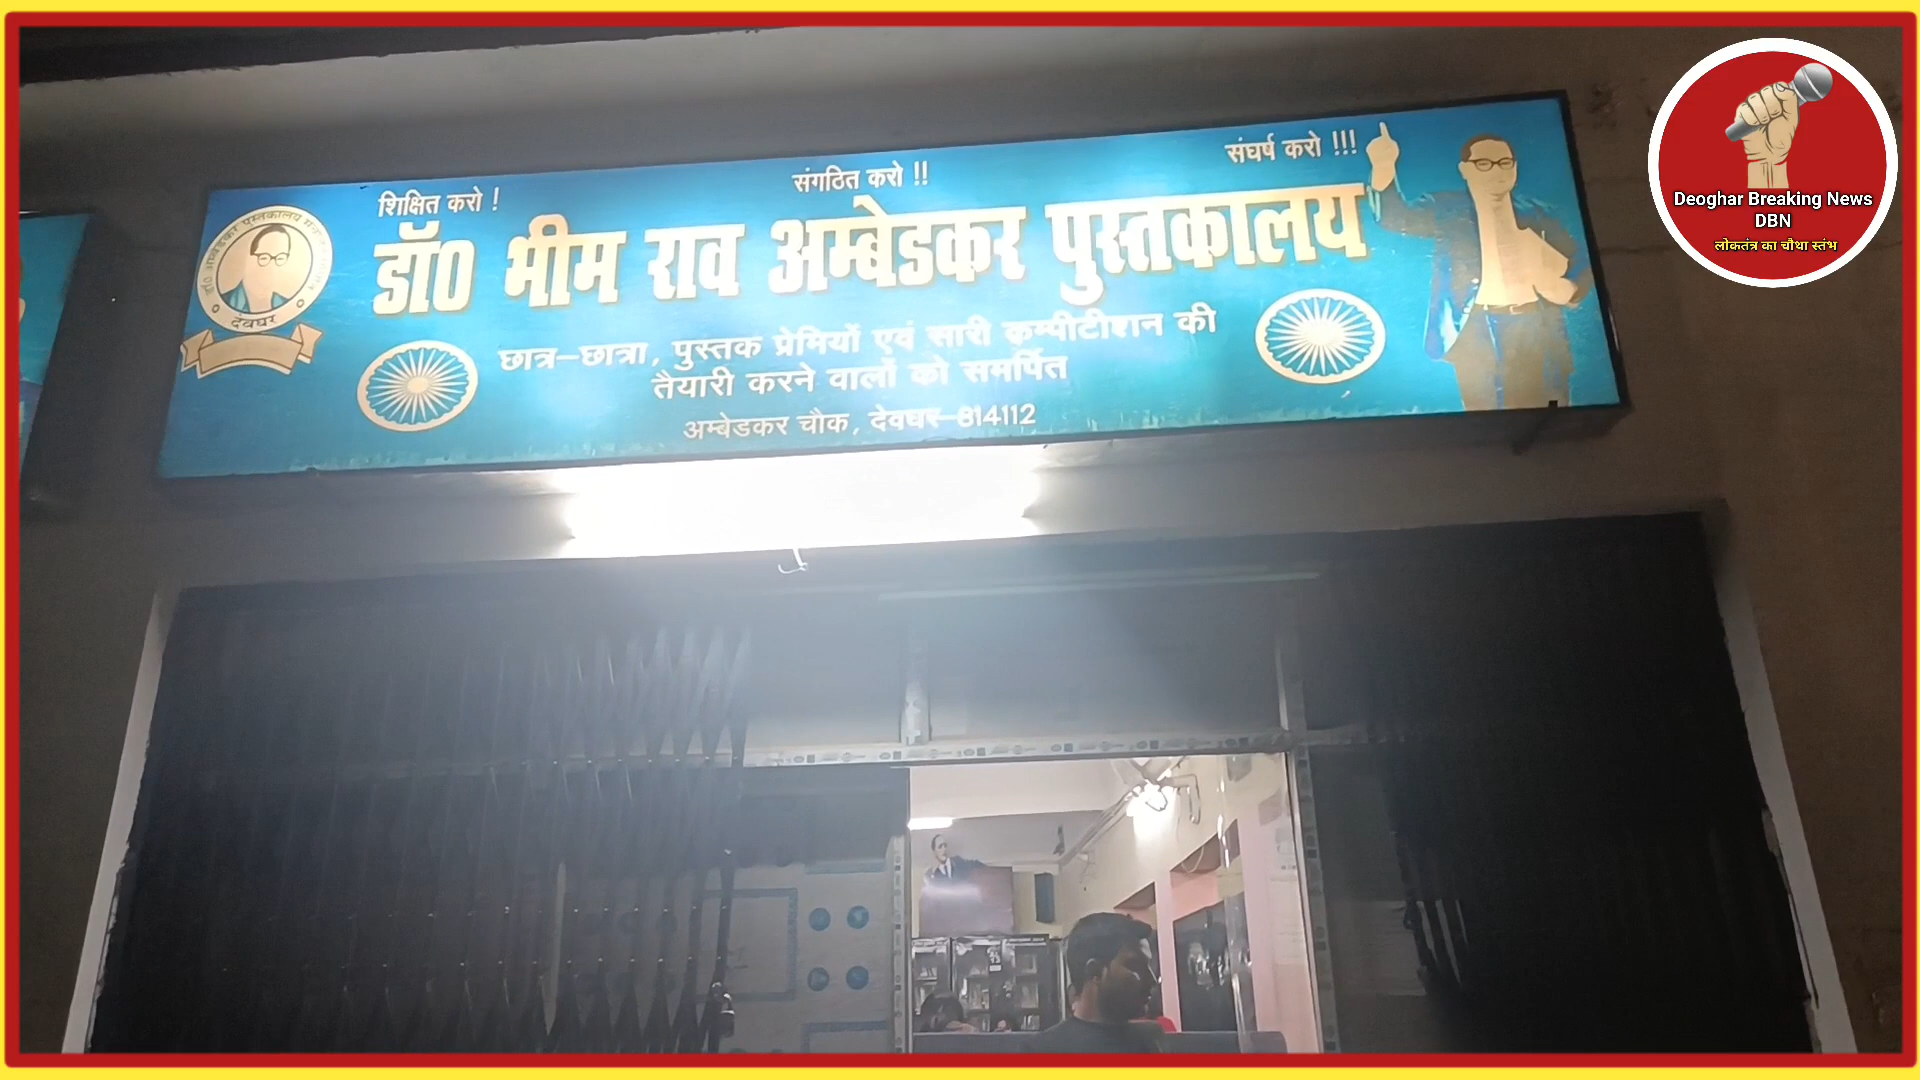 शिक्षित करो !
संगठित करो !!
संघर्ष करो !!!
डॉ0 भीम राव अम्बेडकर पुस्तकालय
देवघर
छात्र-छात्रा, पुस्तक प्रेमियों एवं सारी कम्पीटीशन की
तैयारी करने वालों को समर्पित
अम्बेडकर चौक, देवघर-814112
Deoghar Breaking News
DBN
लोकतंत्र का चौथा स्तंभ